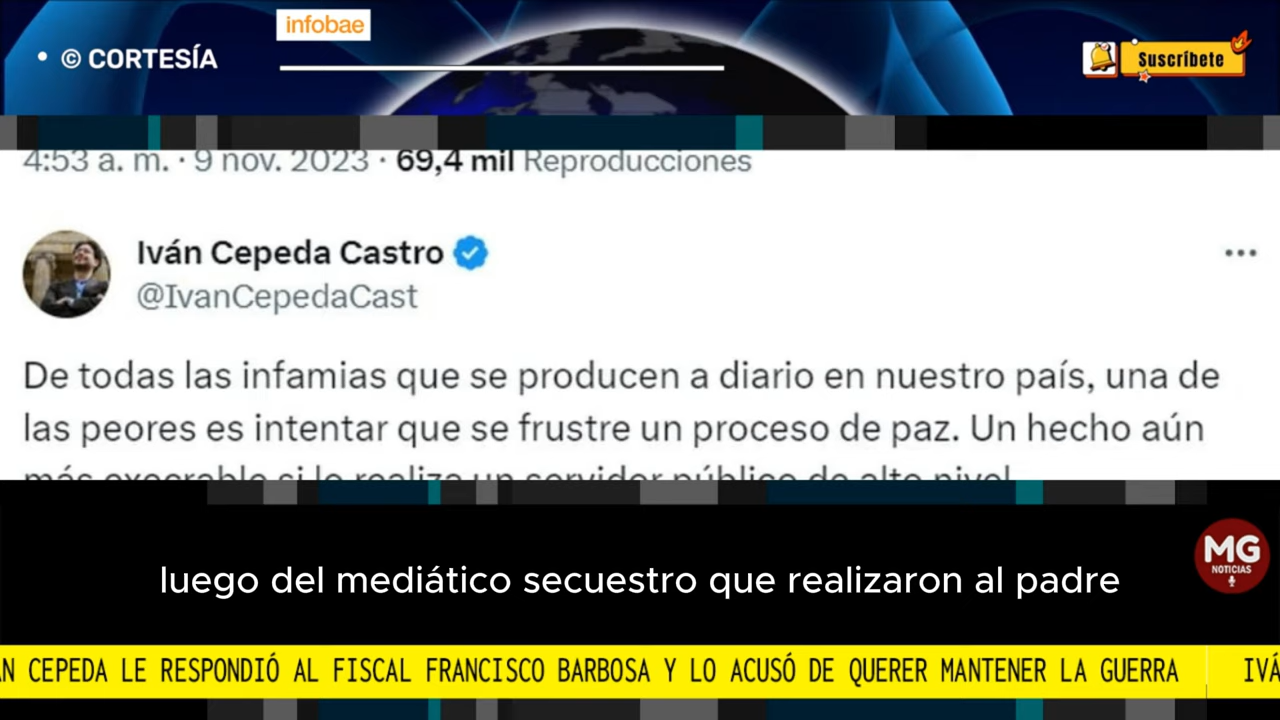 infobae
• © CORTESÍA
Suscríbete
4:53 a. m. · 9 nov. 2023 · 69,4 mil Reproducciones
Iván Cepeda Castro
@IvanCepedaCast
De todas las infamias que se producen a diario en nuestro país, una de
las peores es intentar que se frustre un proceso de paz. Un hecho aún
más execrable si lo realiza un servidor público de alto nivel
MG
NOTICIAS
luego del mediático secuestro que realizaron al padre
N CEPEDA LE RESPONDIÓ AL FISCAL FRANCISCO BARBOSA Y LO ACUSÓ DE QUERER MANTENER LA GUERRA IVÁ